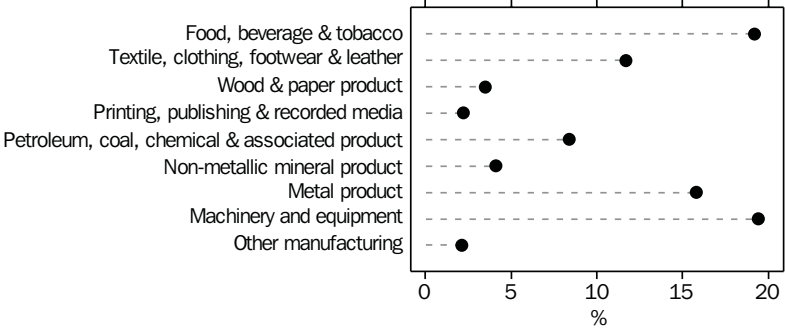 Food, beverage & tobacco
Textile, clothing, footwear & leather
Wood & paper product
Printing, publishing & recorded media
Petroleum, coal, chemical & associated product
Non-metallic mineral product
Metal product
Machinery and equipment
Other manufacturing
0 5 10 15 20
%